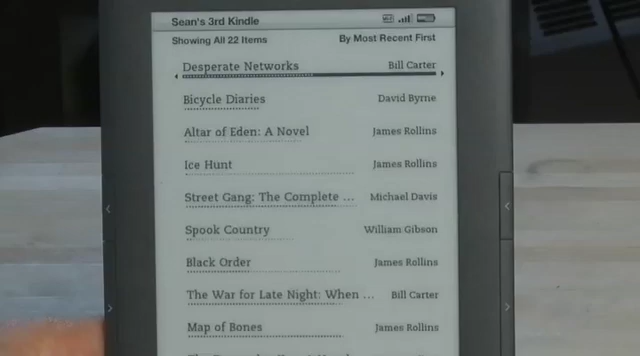 Sean's 3rd Kindle
Showing All 22 Items By Most Recent First
Desperate Networks Bill Carter
Bicycle Diaries David Byrne
Altar of Eden: A Novel James Rollins
Ice Hunt James Rollins
Street Gang: The Complete ... Michael Davis
Spook Country William Gibson
Black Order James Rollins
The War for Late Night: When ... Bill Carter
Map of Bones James Rollins